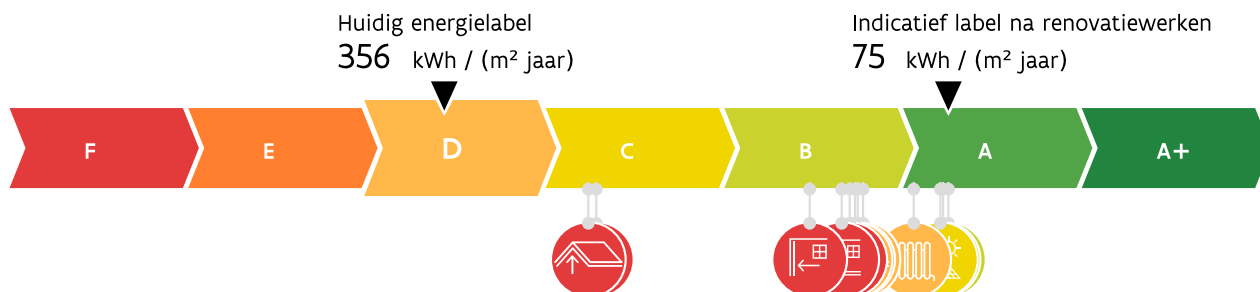 Huidig energielabel
356 kWh / (m² jaar)
Indicatief label na renovatiewerken
75 kWh / (m² jaar)
F E D C B A A+